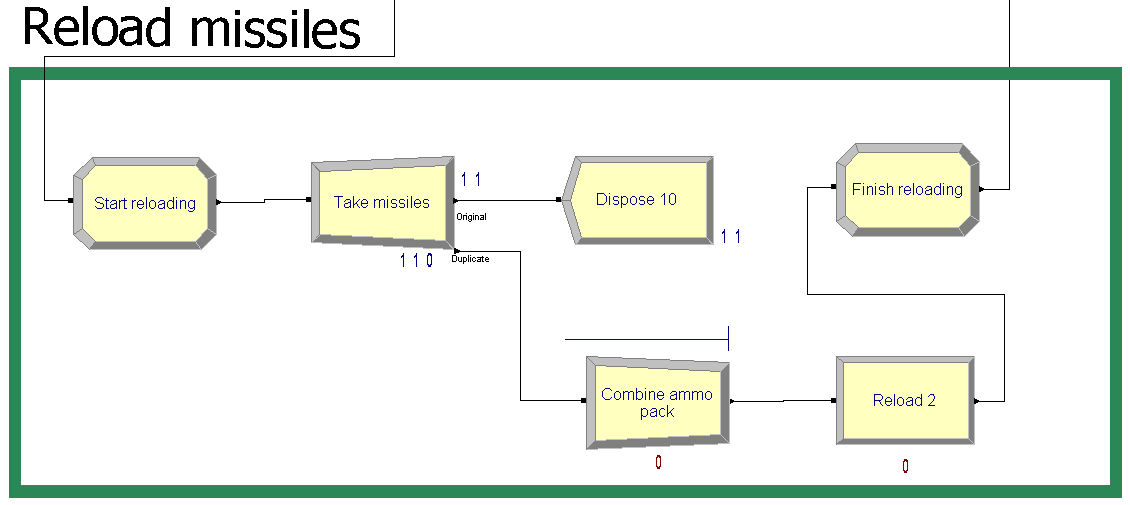 Reload missiles
Start reloading
Take missiles
1 1
Original
1 1 0
Duplicate
Dispose 10
1 1
Finish reloading
Combine ammo
pack
0
Reload 2
0